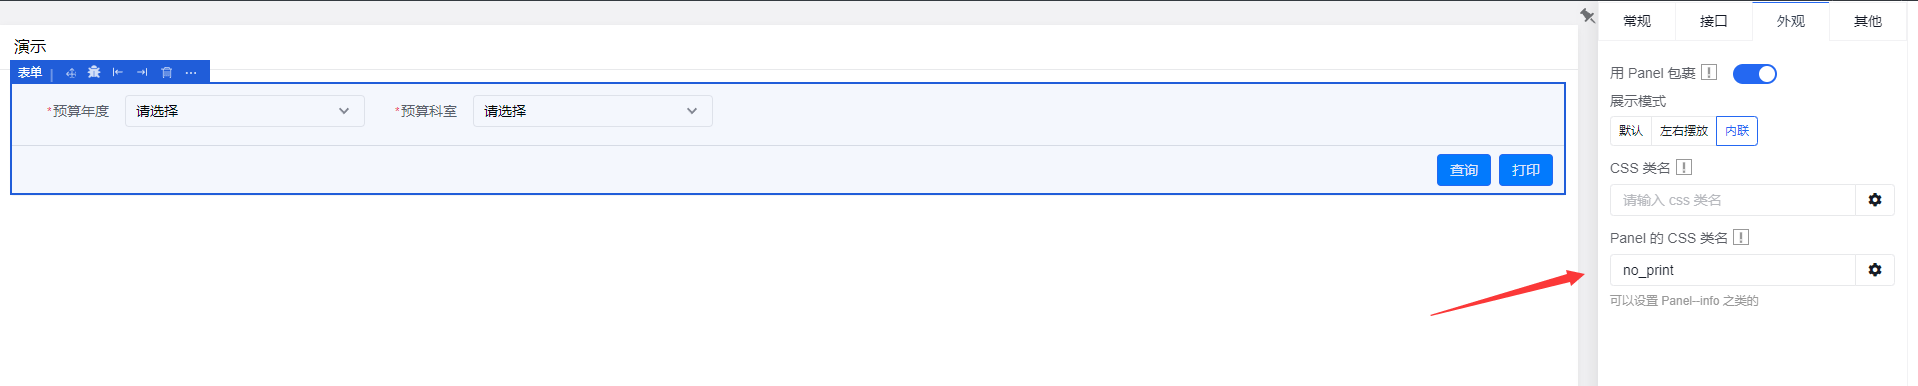 演示
表单
*预算年度 请选择 *预算科室 请选择
查询 打印
常规 接口 外观 其他
用 Panel 包裹
展示模式
默认 左右摆放 内联
CSS 类名
请输入 css 类名
Panel 的 CSS 类名
no_print
可以设置 Panel--info 之类的